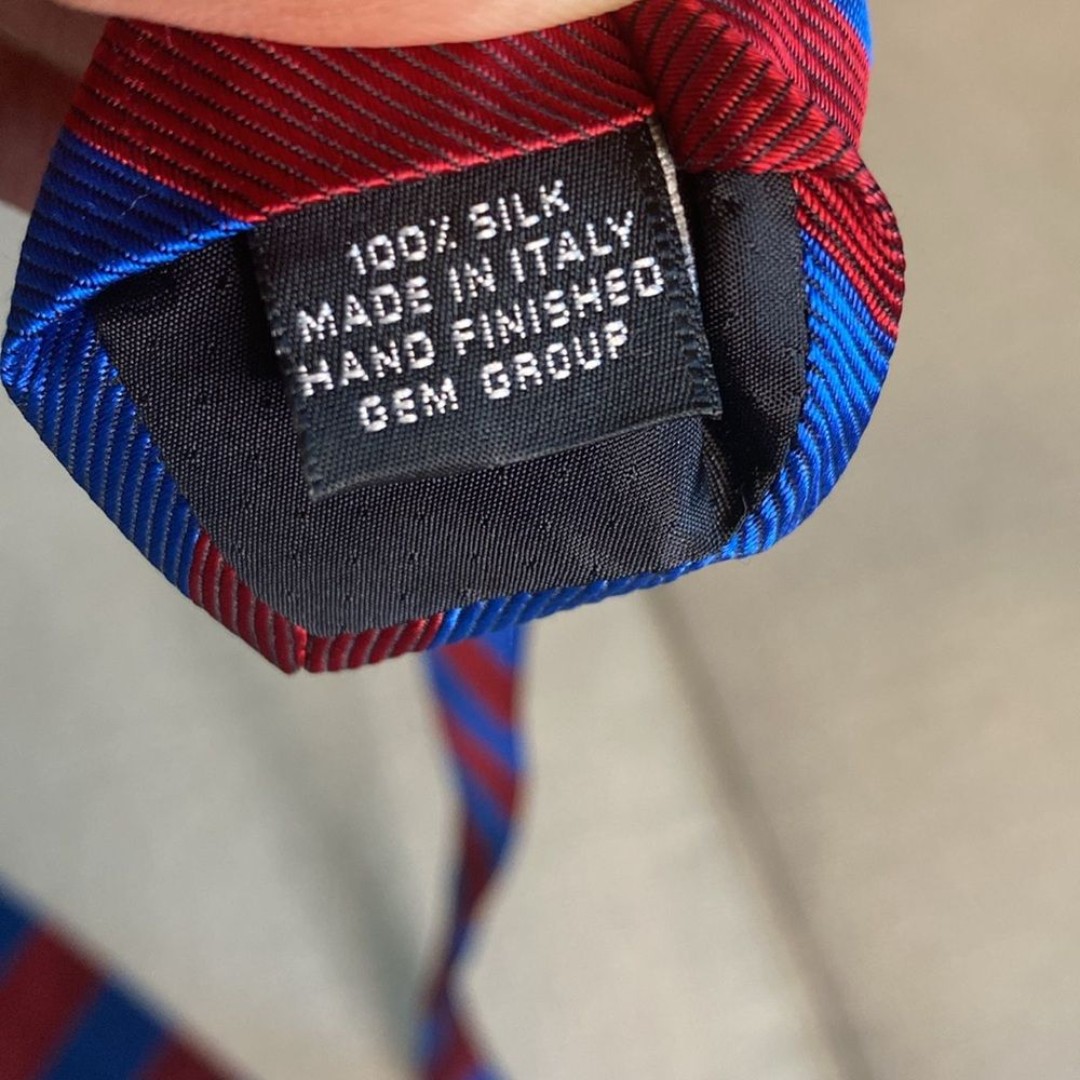 100% SILK
MADE IN ITALY
HAND FINISHED
GEM GROUP